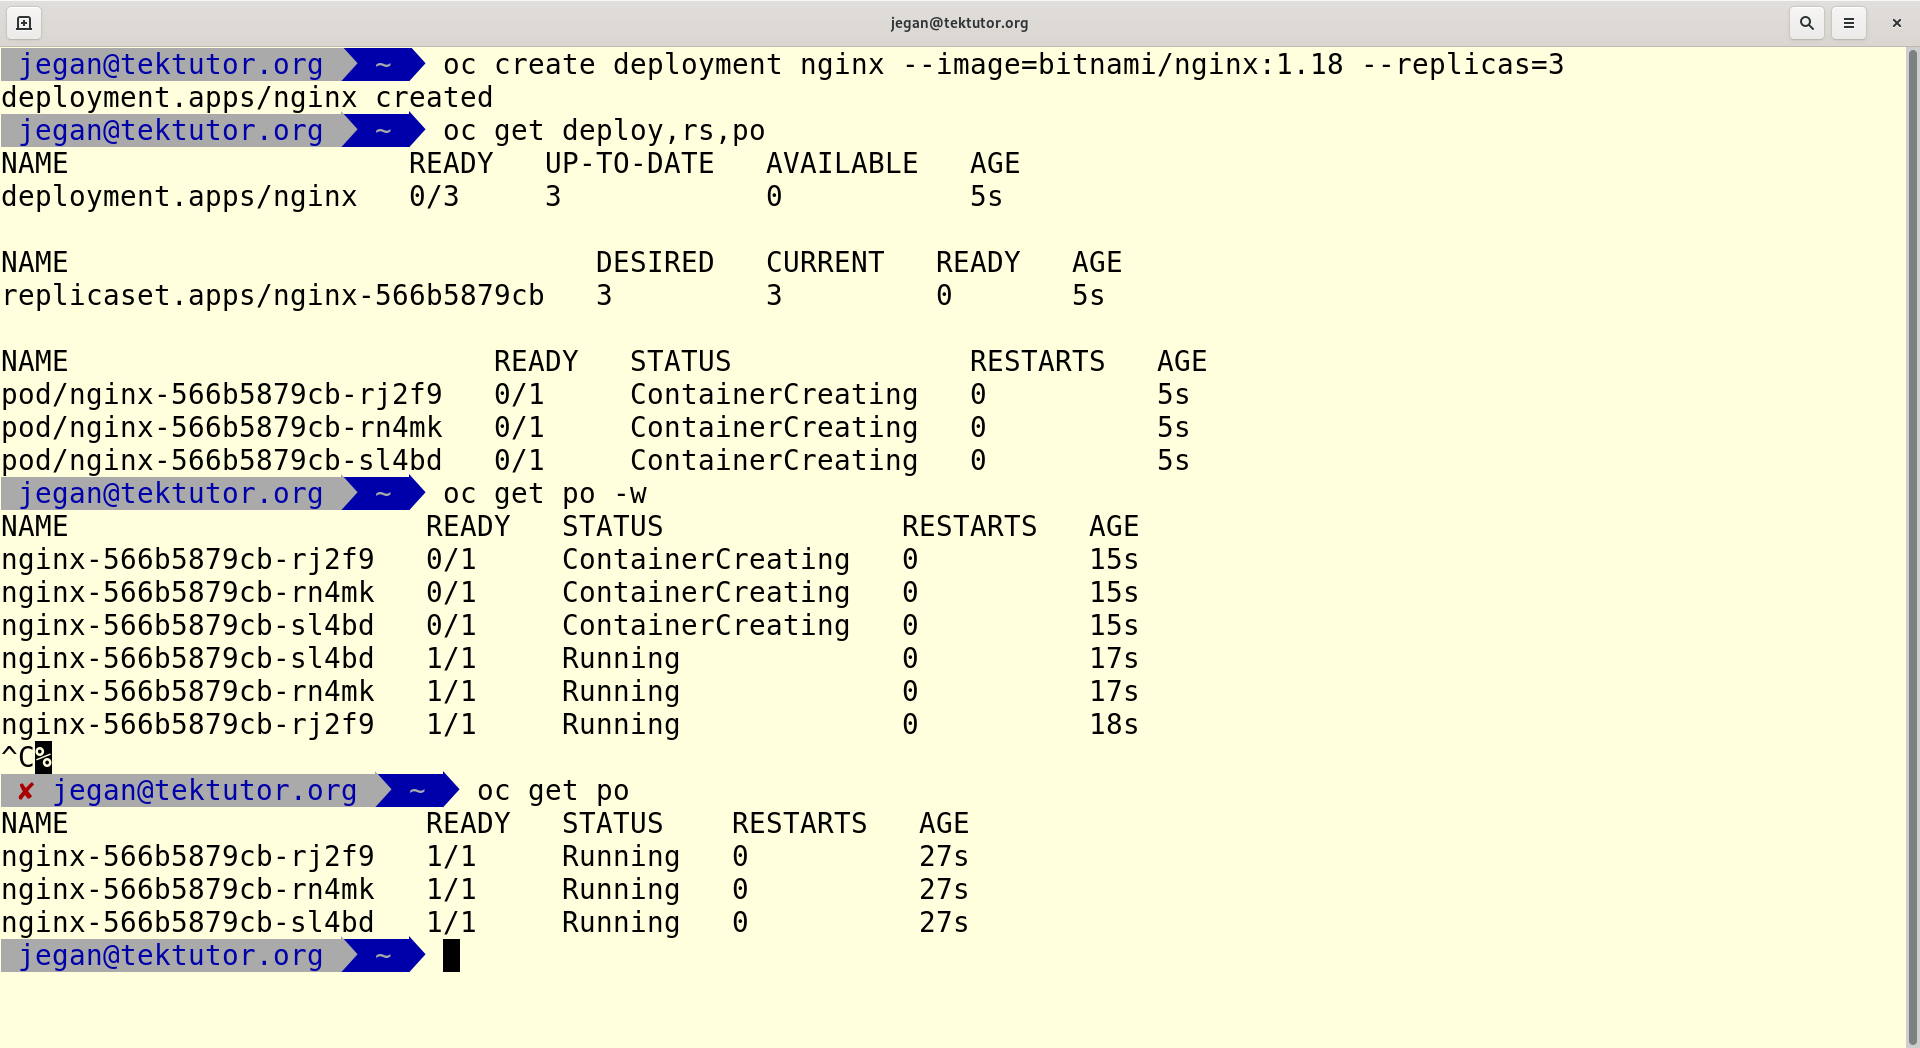 jegan@tektutor.org
jegan@tektutor.org ~ oc create deployment nginx --image=bitnami/nginx:1.18 --replicas=3
deployment.apps/nginx created
jegan@tektutor.org ~ oc get deploy,rs,po
NAME READY UP-TO-DATE AVAILABLE AGE
deployment.apps/nginx 0/3 3 0 5s
NAME DESIRED CURRENT READY AGE
replicaset.apps/nginx-566b5879cb 3 3 0 5s
NAME READY STATUS RESTARTS AGE
pod/nginx-566b5879cb-rj2f9 0/1 ContainerCreating 0 5s
pod/nginx-566b5879cb-rn4mk 0/1 ContainerCreating 0 5s
pod/nginx-566b5879cb-sl4bd 0/1 ContainerCreating 0 5s
jegan@tektutor.org ~ oc get po -w
NAME READY STATUS RESTARTS AGE
nginx-566b5879cb-rj2f9 0/1 ContainerCreating 0 15s
nginx-566b5879cb-rn4mk 0/1 ContainerCreating 0 15s
nginx-566b5879cb-sl4bd 0/1 ContainerCreating 0 15s
nginx-566b5879cb-sl4bd 1/1 Running 0 17s
nginx-566b5879cb-rn4mk 1/1 Running 0 17s
nginx-566b5879cb-rj2f9 1/1 Running 0 18s
^C%
✘ jegan@tektutor.org ~ oc get po
NAME READY STATUS RESTARTS AGE
nginx-566b5879cb-rj2f9 1/1 Running 0 27s
nginx-566b5879cb-rn4mk 1/1 Running 0 27s
nginx-566b5879cb-sl4bd 1/1 Running 0 27s
jegan@tektutor.org ~